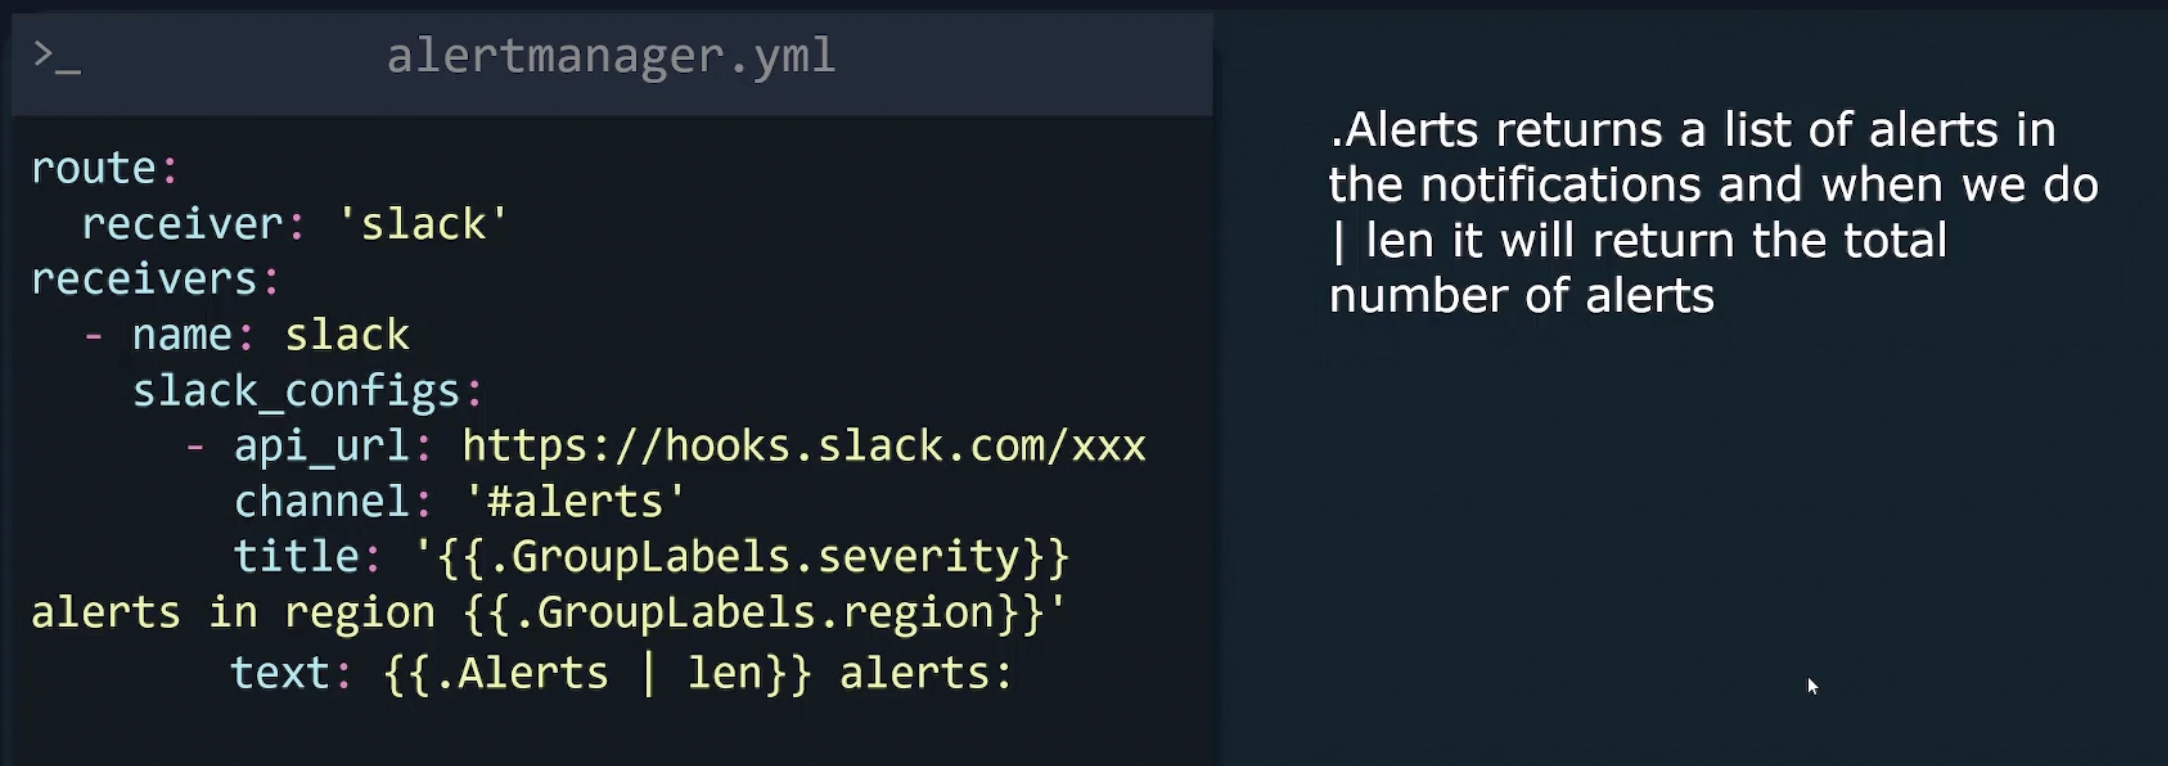 >_ alertmanager.yml
route:
  receiver: 'slack'
receivers:
  - name: slack
    slack_configs:
      - api_url: https://hooks.slack.com/xxx
        channel: '#alerts'
        title: '{{.GroupLabels.severity}}
alerts in region {{.GroupLabels.region}}'
        text: {{.Alerts | len}} alerts:
.Alerts returns a list of alerts in
the notifications and when we do
| len it will return the total
number of alerts